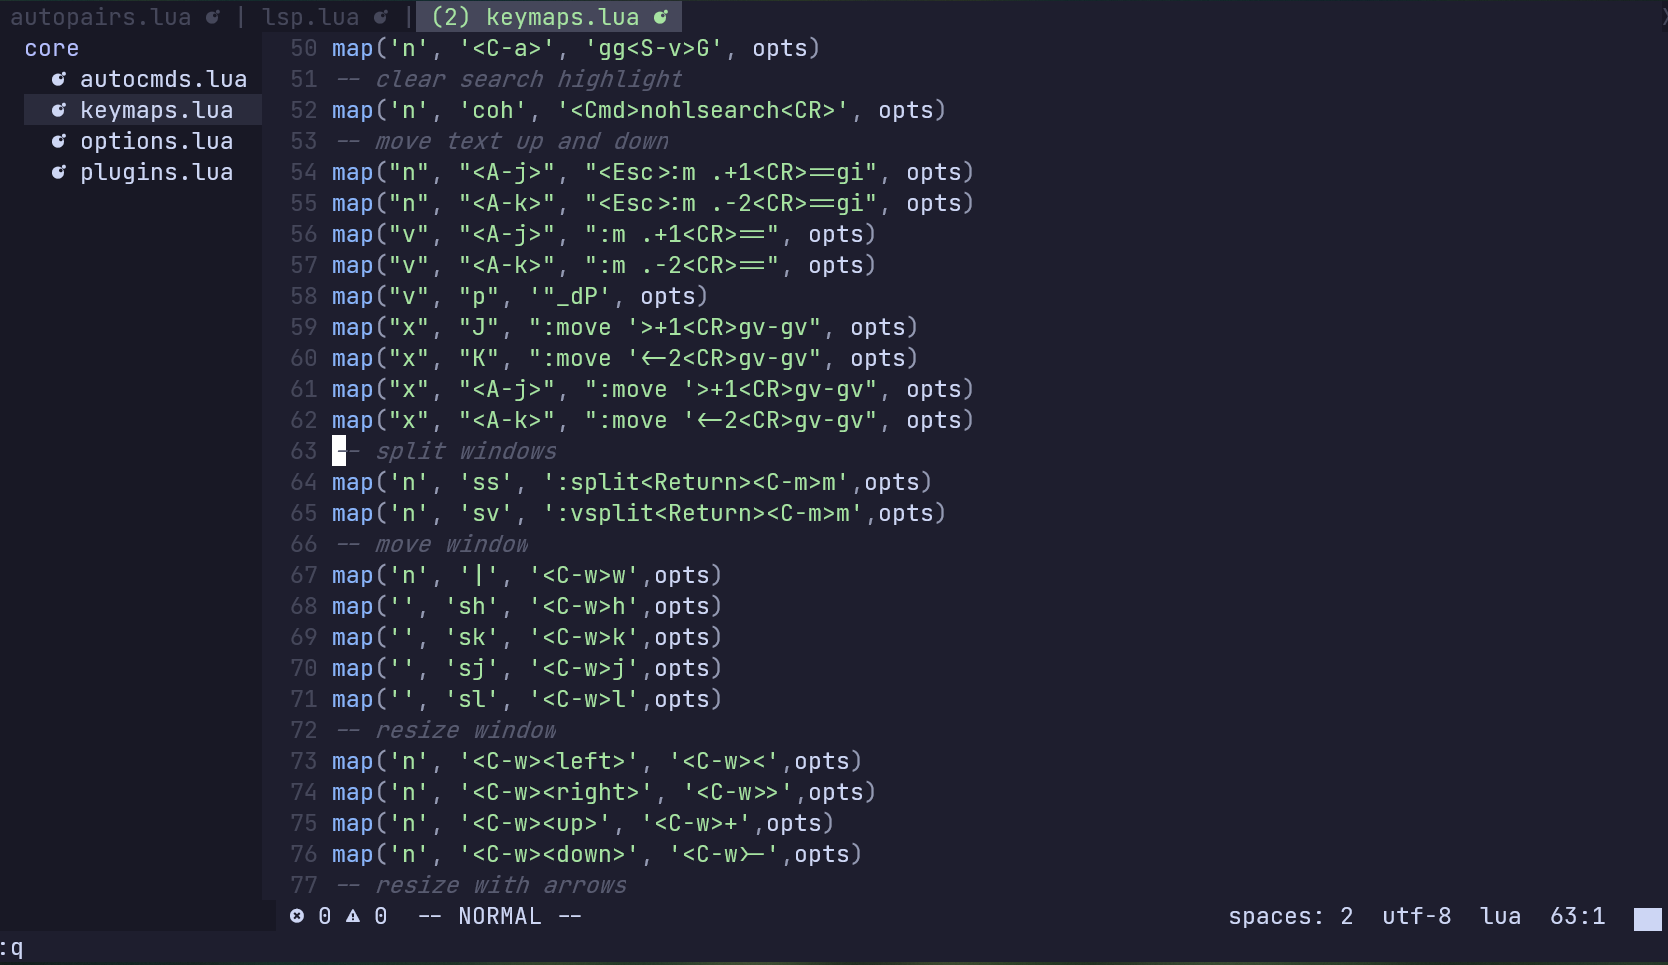 autopairs.lua | lsp.lua | (2) keymaps.lua
core
autocmds.lua
keymaps.lua
options.lua
plugins.lua
50 map('n', '<C-a>', 'gg<S-v>G', opts)
51 -- clear search highlight
52 map('n', 'coh', '<Cmd>nohlsearch<CR>', opts)
53 -- move text up and down
54 map("n", "<A-j>", "<Esc>:m .+1<CR>==gi", opts)
55 map("n", "<A-k>", "<Esc>:m .-2<CR>==gi", opts)
56 map("v", "<A-j>", ":m .+1<CR>==", opts)
57 map("v", "<A-k>", ":m .-2<CR>==", opts)
58 map("v", "p", '"_dP', opts)
59 map("x", "J", ":move '>+1<CR>gv-gv", opts)
60 map("x", "K", ":move '<-2<CR>gv-gv", opts)
61 map("x", "<A-j>", ":move '>+1<CR>gv-gv", opts)
62 map("x", "<A-k>", ":move '<-2<CR>gv-gv", opts)
63 -- split windows
64 map('n', 'ss', ':split<Return><C-m>m',opts)
65 map('n', 'sv', ':vsplit<Return><C-m>m',opts)
66 -- move window
67 map('n', '|', '<C-w>w',opts)
68 map('', 'sh', '<C-w>h',opts)
69 map('', 'sk', '<C-w>k',opts)
70 map('', 'sj', '<C-w>j',opts)
71 map('', 'sl', '<C-w>l',opts)
72 -- resize window
73 map('n', '<C-w><left>', '<C-w><',opts)
74 map('n', '<C-w><right>', '<C-w>>',opts)
75 map('n', '<C-w><up>', '<C-w>+',opts)
76 map('n', '<C-w><down>', '<C-w>-',opts)
77 -- resize with arrows
0 0 -- NORMAL -- spaces: 2 utf-8 lua 63:1
:q